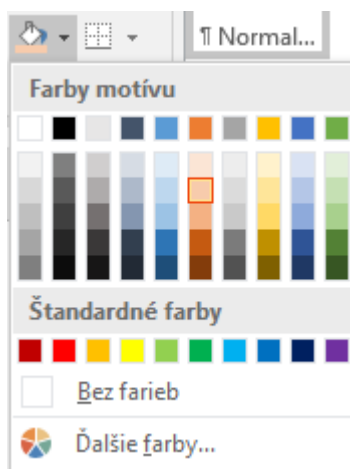 ¶ Normal...
Farby motívu
Štandardné farby
Bez farieb
Ďalšie farby...